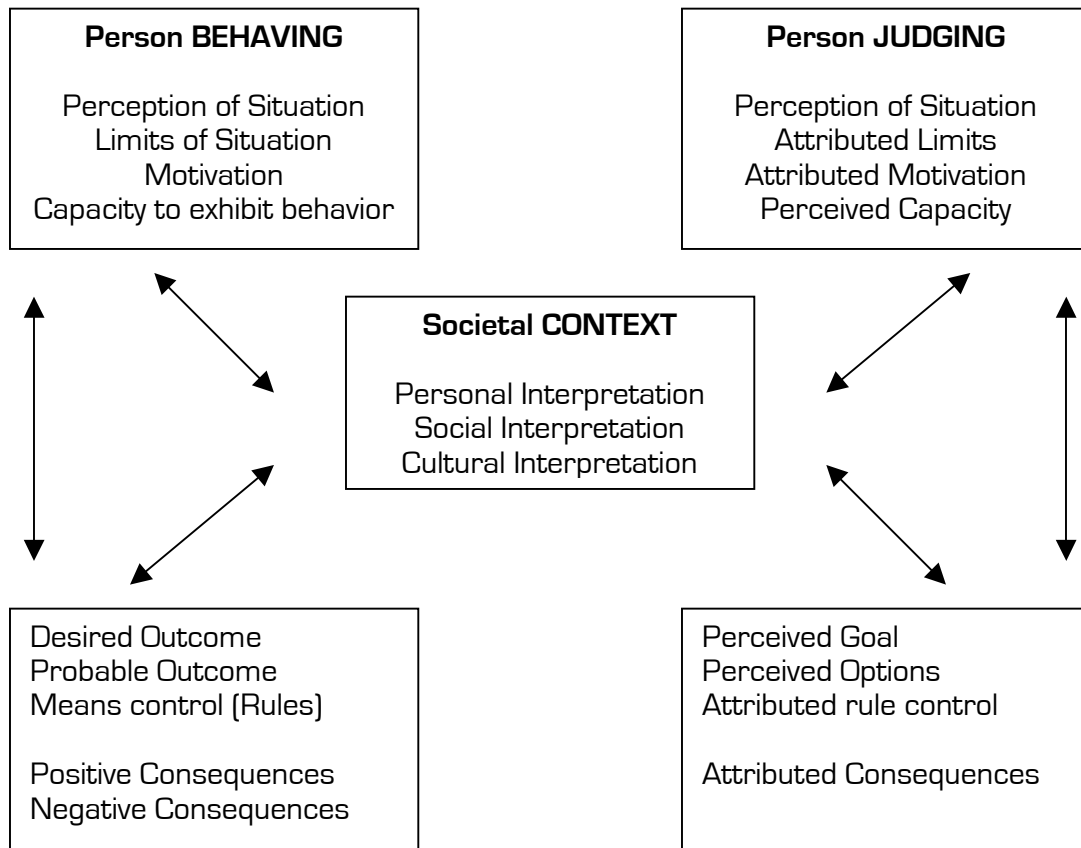 Person BEHAVING
Perception of Situation
Limits of Situation
Motivation
Capacity to exhibit behavior
Person JUDGING
Perception of Situation
Attributed Limits
Attributed Motivation
Perceived Capacity
Societal CONTEXT
Personal Interpretation
Social Interpretation
Cultural Interpretation
Desired Outcome
Probable Outcome
Means control (Rules)
Positive Consequences
Negative Consequences
Perceived Goal
Perceived Options
Attributed rule control
Attributed Consequences